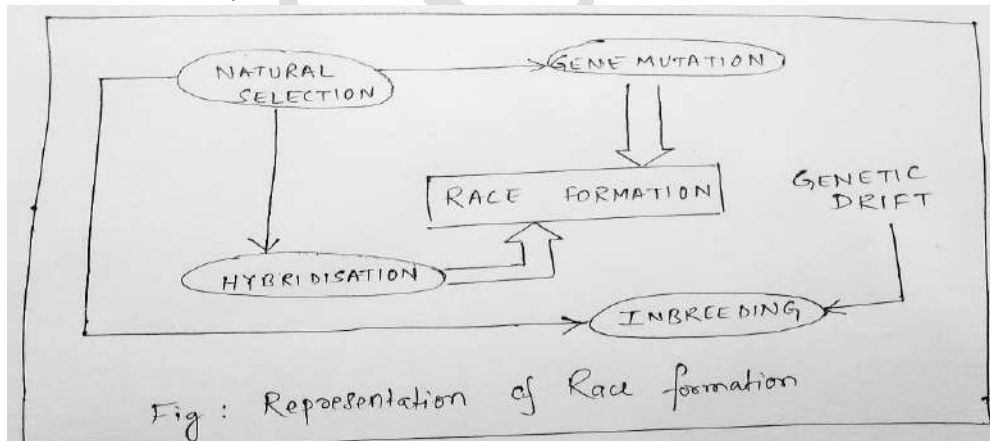 NATURAL
SELECTION
GENE MUTATION
RACE FORMATION
GENETIC
DRIFT
HYBRIDISATION
INBREEDING
Fig : Representation of Race formation